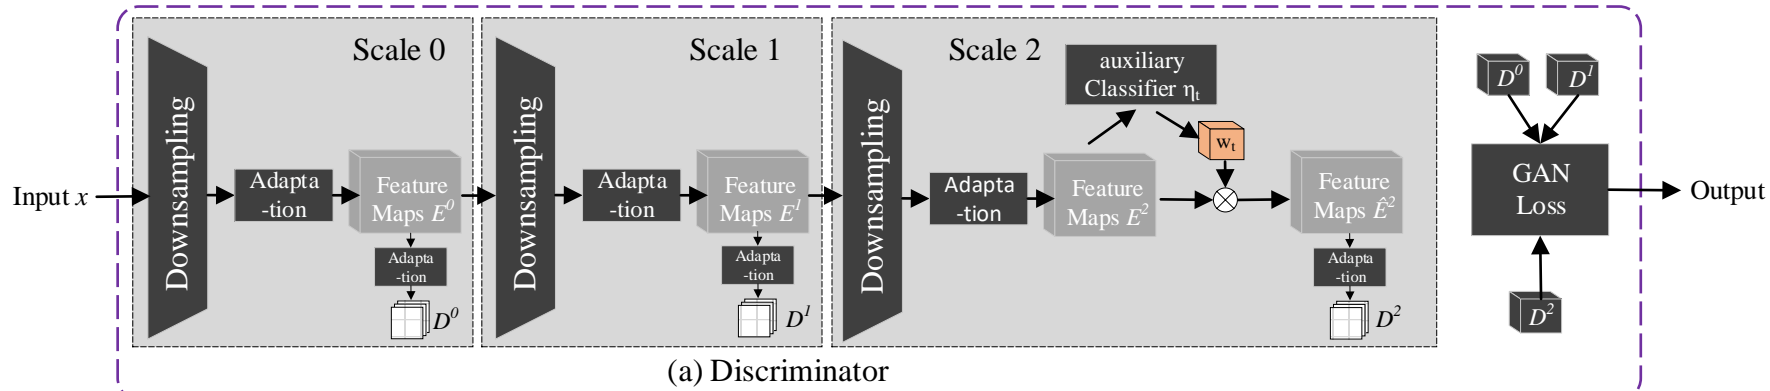 Scale 0
Scale 1
Scale 2
Input x
Downsampling
Adapta
-tion
Feature
Maps E⁰
Adapta
-tion
D⁰
Downsampling
Adapta
-tion
Feature
Maps E¹
Adapta
-tion
D¹
Downsampling
Adapta
-tion
Feature
Maps E²
auxiliary
Classifier ηₜ
wₜ
Feature
Maps Ê²
Adapta
-tion
D²
D⁰
D¹
GAN
Loss
D²
Output
(a) Discriminator